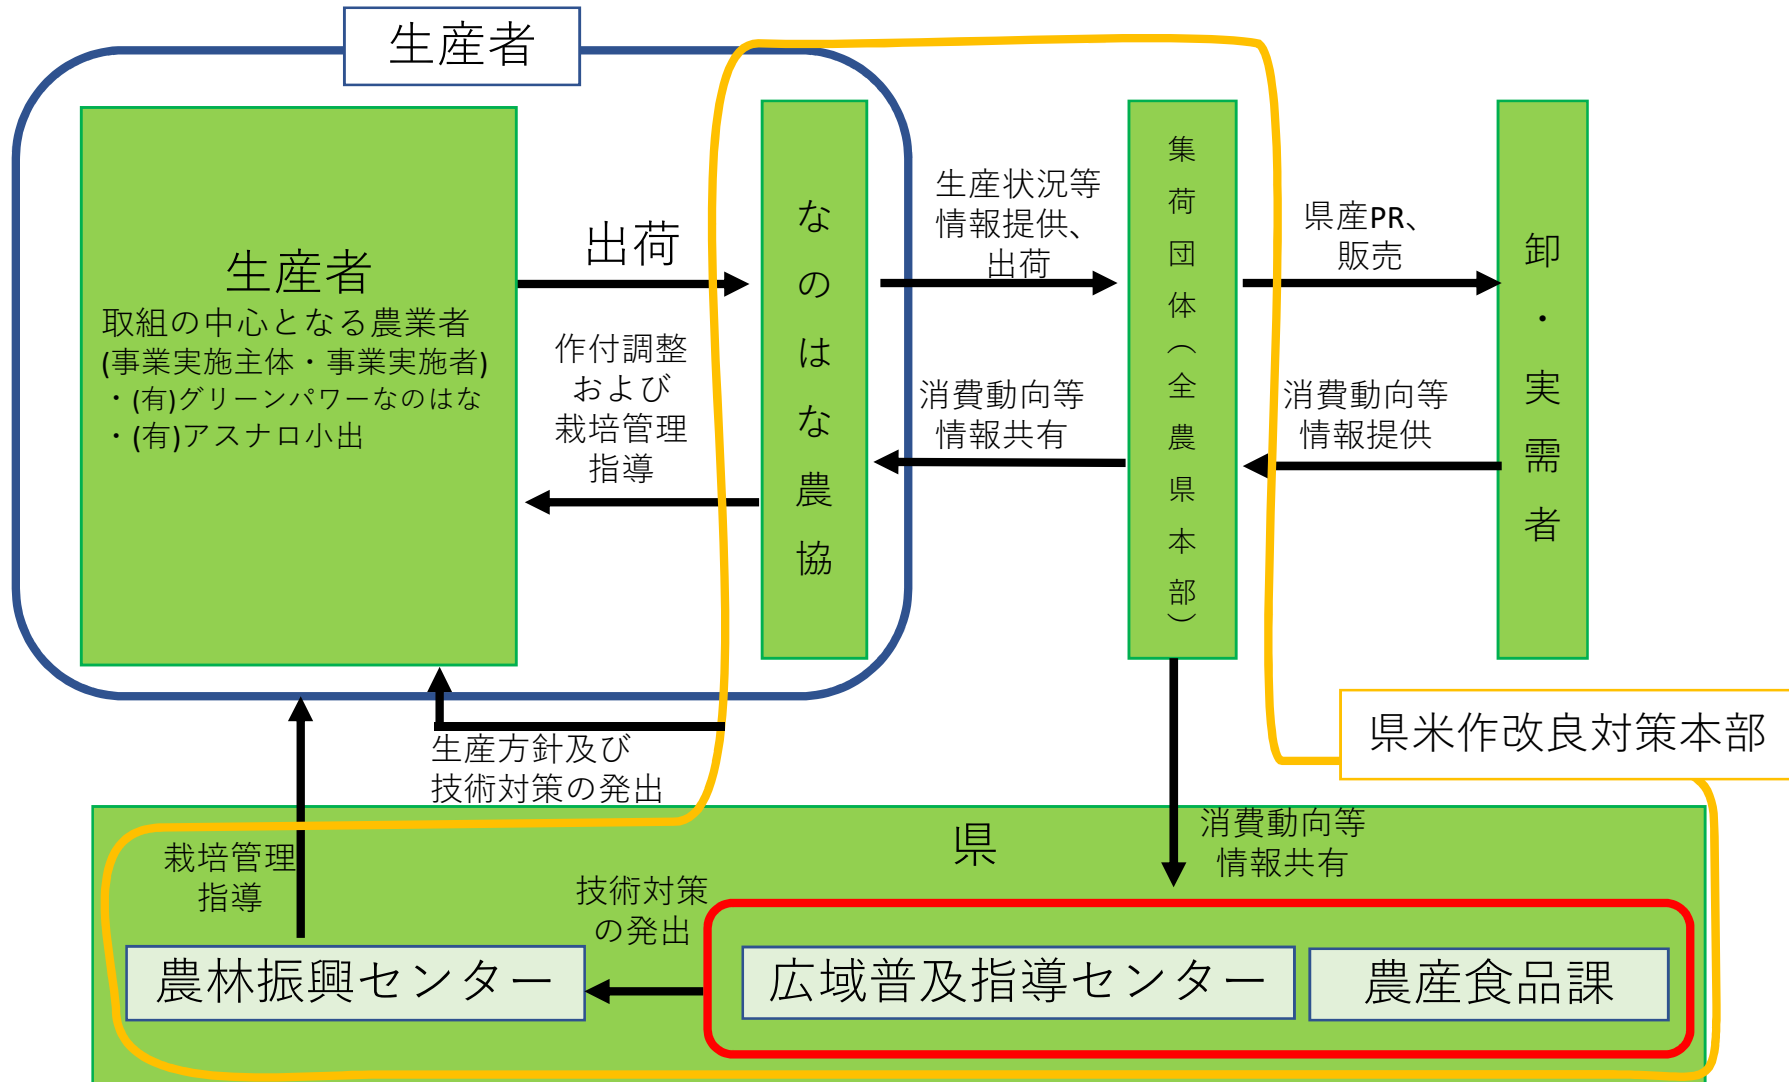 生産者
生産者
取組の中心となる農業者
(事業実施主体・事業実施者)
・(有)グリーンパワーなのはな
・(有)アスナロ小出
出荷
作付調整
および
栽培管理
指導
なのはな農協
生産状況等
情報提供、
出荷
消費動向等
情報共有
集荷団体（全農県本部）
県産PR、
販売
消費動向等
情報提供
卸・実需者
生産方針及び
技術対策の発出
県米作改良対策本部
県
消費動向等
情報共有
栽培管理
指導
技術対策
の発出
農林振興センター
広域普及指導センター
農産食品課